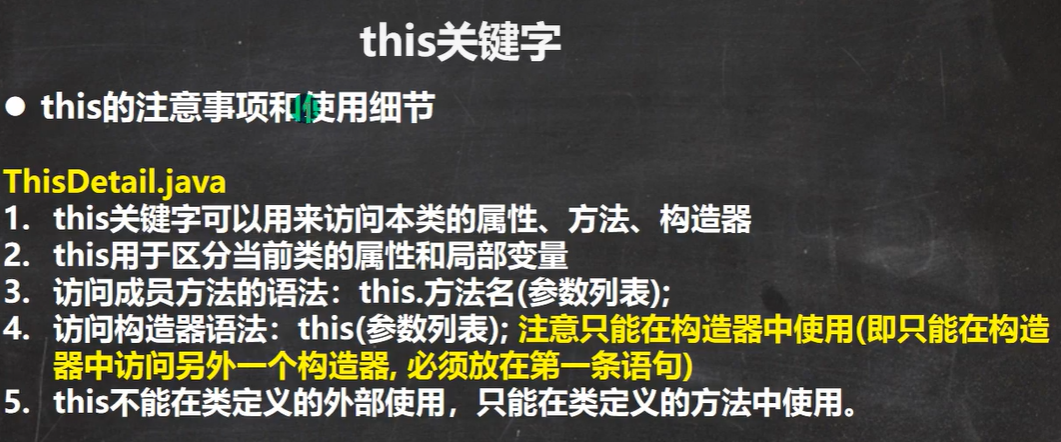 this关键字
● this的注意事项和使用细节
ThisDetail.java
1. this关键字可以用来访问本类的属性、方法、构造器
2. this用于区分当前类的属性和局部变量
3. 访问成员方法的语法：this.方法名(参数列表);
4. 访问构造器语法：this(参数列表); 注意只能在构造器中使用(即只能在构造
器中访问另外一个构造器, 必须放在第一条语句)
5. this不能在类定义的外部使用，只能在类定义的方法中使用。